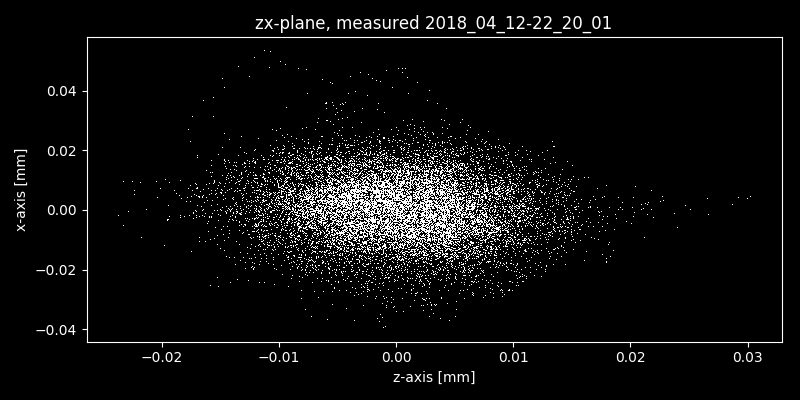 zx-plane, measured 2018_04_12-22_20_01
0.04
0.02
0.00
−0.02
−0.04
x-axis [mm]
−0.02 −0.01 0.00 0.01 0.02 0.03
z-axis [mm]